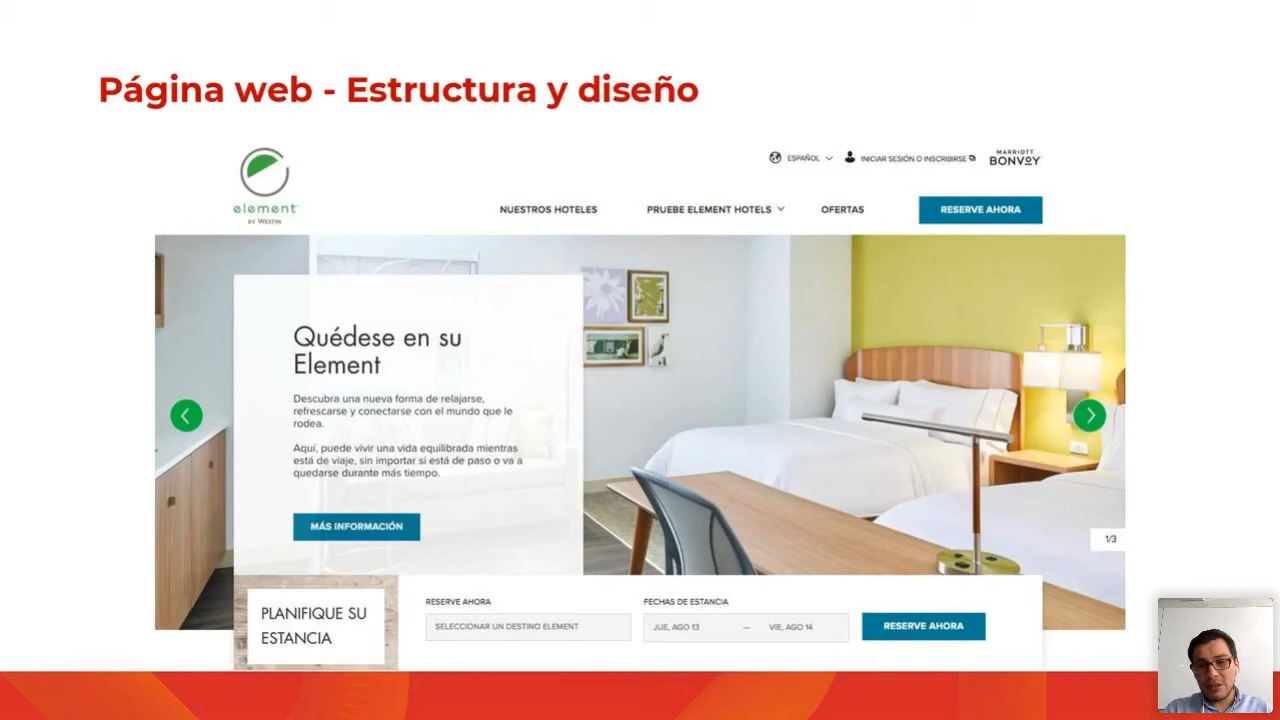 Página web - Estructura y diseño
element
BY WESTIN
ESPAÑOL
INICIAR SESIÓN O INSCRIBIRSE
MARRIOTT
BONVOY
NUESTROS HOTELES
PRUEBE ELEMENT HOTELS
OFERTAS
RESERVE AHORA
Quédese en su
Element
Descubra una nueva forma de relajarse,
refrescarse y conectarse con el mundo que le
rodea.
Aquí, puede vivir una vida equilibrada mientras
está de viaje, sin importar si está de paso o va a
quedarse durante más tiempo.
MÁS INFORMACIÓN
1/3
PLANIFIQUE SU
ESTANCIA
RESERVE AHORA
SELECCIONAR UN DESTINO ELEMENT
FECHAS DE ESTANCIA
JUE, AGO 13 — VIE, AGO 14
RESERVE AHORA